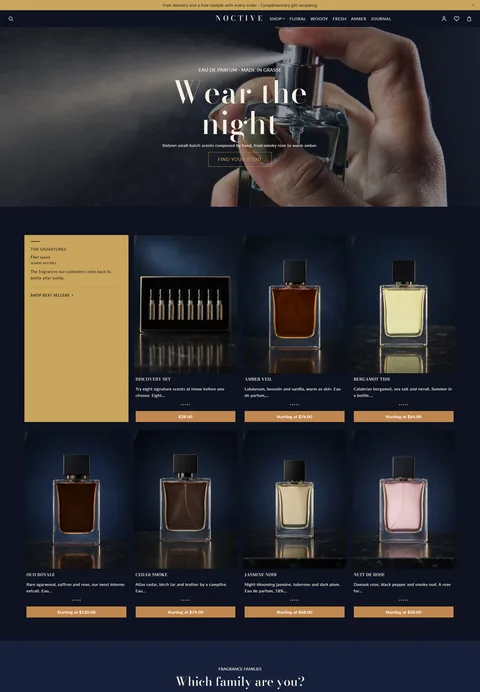 Free delivery and a free sample with every order · Complimentary gift wrapping
NOCTIVE
SHOP FLORAL WOODY FRESH AMBER JOURNAL
EAU DE PARFUM · MADE IN GRASSE
Wear the
night
Sixteen small-batch scents composed by hand, from smoky rose to warm amber.
FIND YOUR SCENT
THE SIGNATURES
Our most
worn scents
The fragrances our customers come back to, bottle after bottle.
SHOP BEST SELLERS
DISCOVERY SET
Try eight signature scents at home before you choose. Eight...
$38.00
AMBER VEIL
Labdanum, benzoin and vanilla, warm as skin. Eau de parfum,...
Starting at $76.00
BERGAMOT TIDE
Calabrian bergamot, sea salt and neroli. Summer in a bottle....
Starting at $64.00
OUD ROYALE
Rare agarwood, saffron and rose, our most intense extrait. Eau...
Starting at $120.00
CEDAR SMOKE
Atlas cedar, birch tar and leather by a campfire. Eau...
Starting at $74.00
JASMINE NOIR
Night-blooming jasmine, tuberose and dark plum. Eau de parfum, 18%...
Starting at $68.00
NUIT DE ROSE
Damask rose, black pepper and smoky oud. A rose for...
Starting at $68.00
FRAGRANCE FAMILIES
Which family are you?